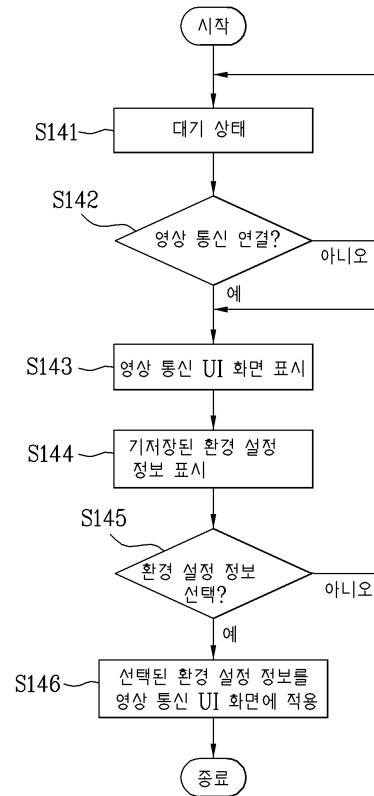 시작
S141
대기 상태
S142
영상 통신 연결?
아니오
예
S143
영상 통신 UI 화면 표시
S144
기저장된 환경 설정
정보 표시
S145
환경 설정 정보
선택?
아니오
예
S146
선택된 환경 설정 정보를
영상 통신 UI 화면에 적용
종료